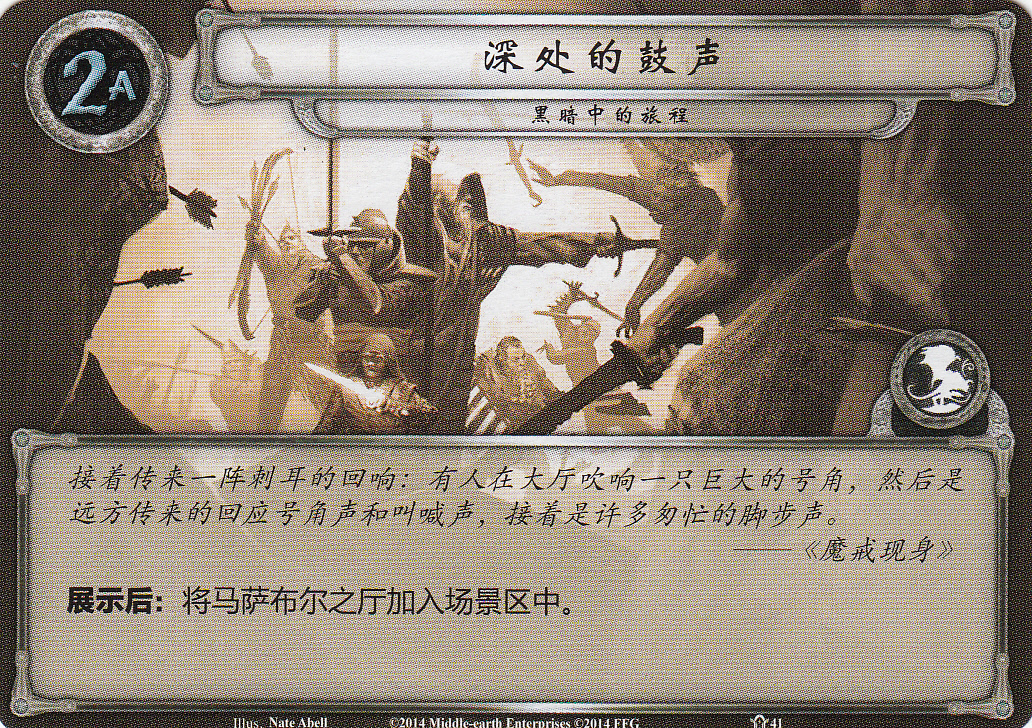 2A
深处的鼓声
黑暗中的旅程
接着传来一阵刺耳的回响：有人在大厅吹响一只巨大的号角，然后是
远方传来的回应号角声和叫喊声，接着是许多匆忙的脚步声。
——《魔戒现身》
展示后：将马萨布尔之厅加入场景区中。
Illus. Nate Abell ©2014 Middle-earth Enterprises ©2014 FFG 41